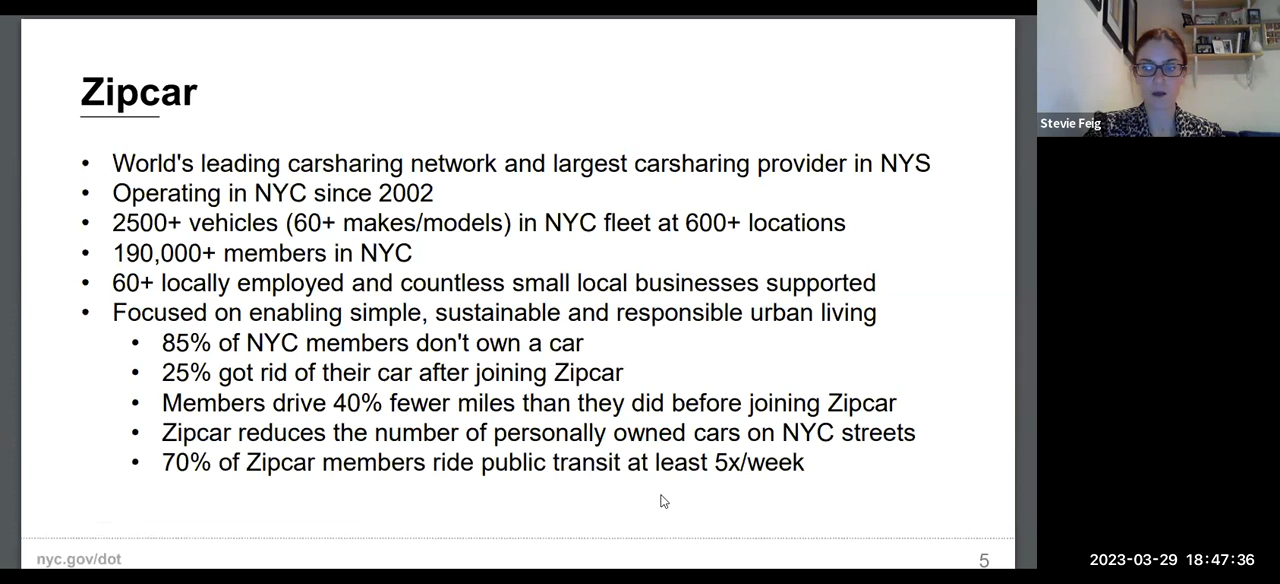 Zipcar
• World's leading carsharing network and largest carsharing provider in NYS
• Operating in NYC since 2002
• 2500+ vehicles (60+ makes/models) in NYC fleet at 600+ locations
• 190,000+ members in NYC
• 60+ locally employed and countless small local businesses supported
• Focused on enabling simple, sustainable and responsible urban living
• 85% of NYC members don't own a car
• 25% got rid of their car after joining Zipcar
• Members drive 40% fewer miles than they did before joining Zipcar
• Zipcar reduces the number of personally owned cars on NYC streets
• 70% of Zipcar members ride public transit at least 5x/week
nyc.gov/dot
5
Stevie Feig
2023-03-29 18:47:36